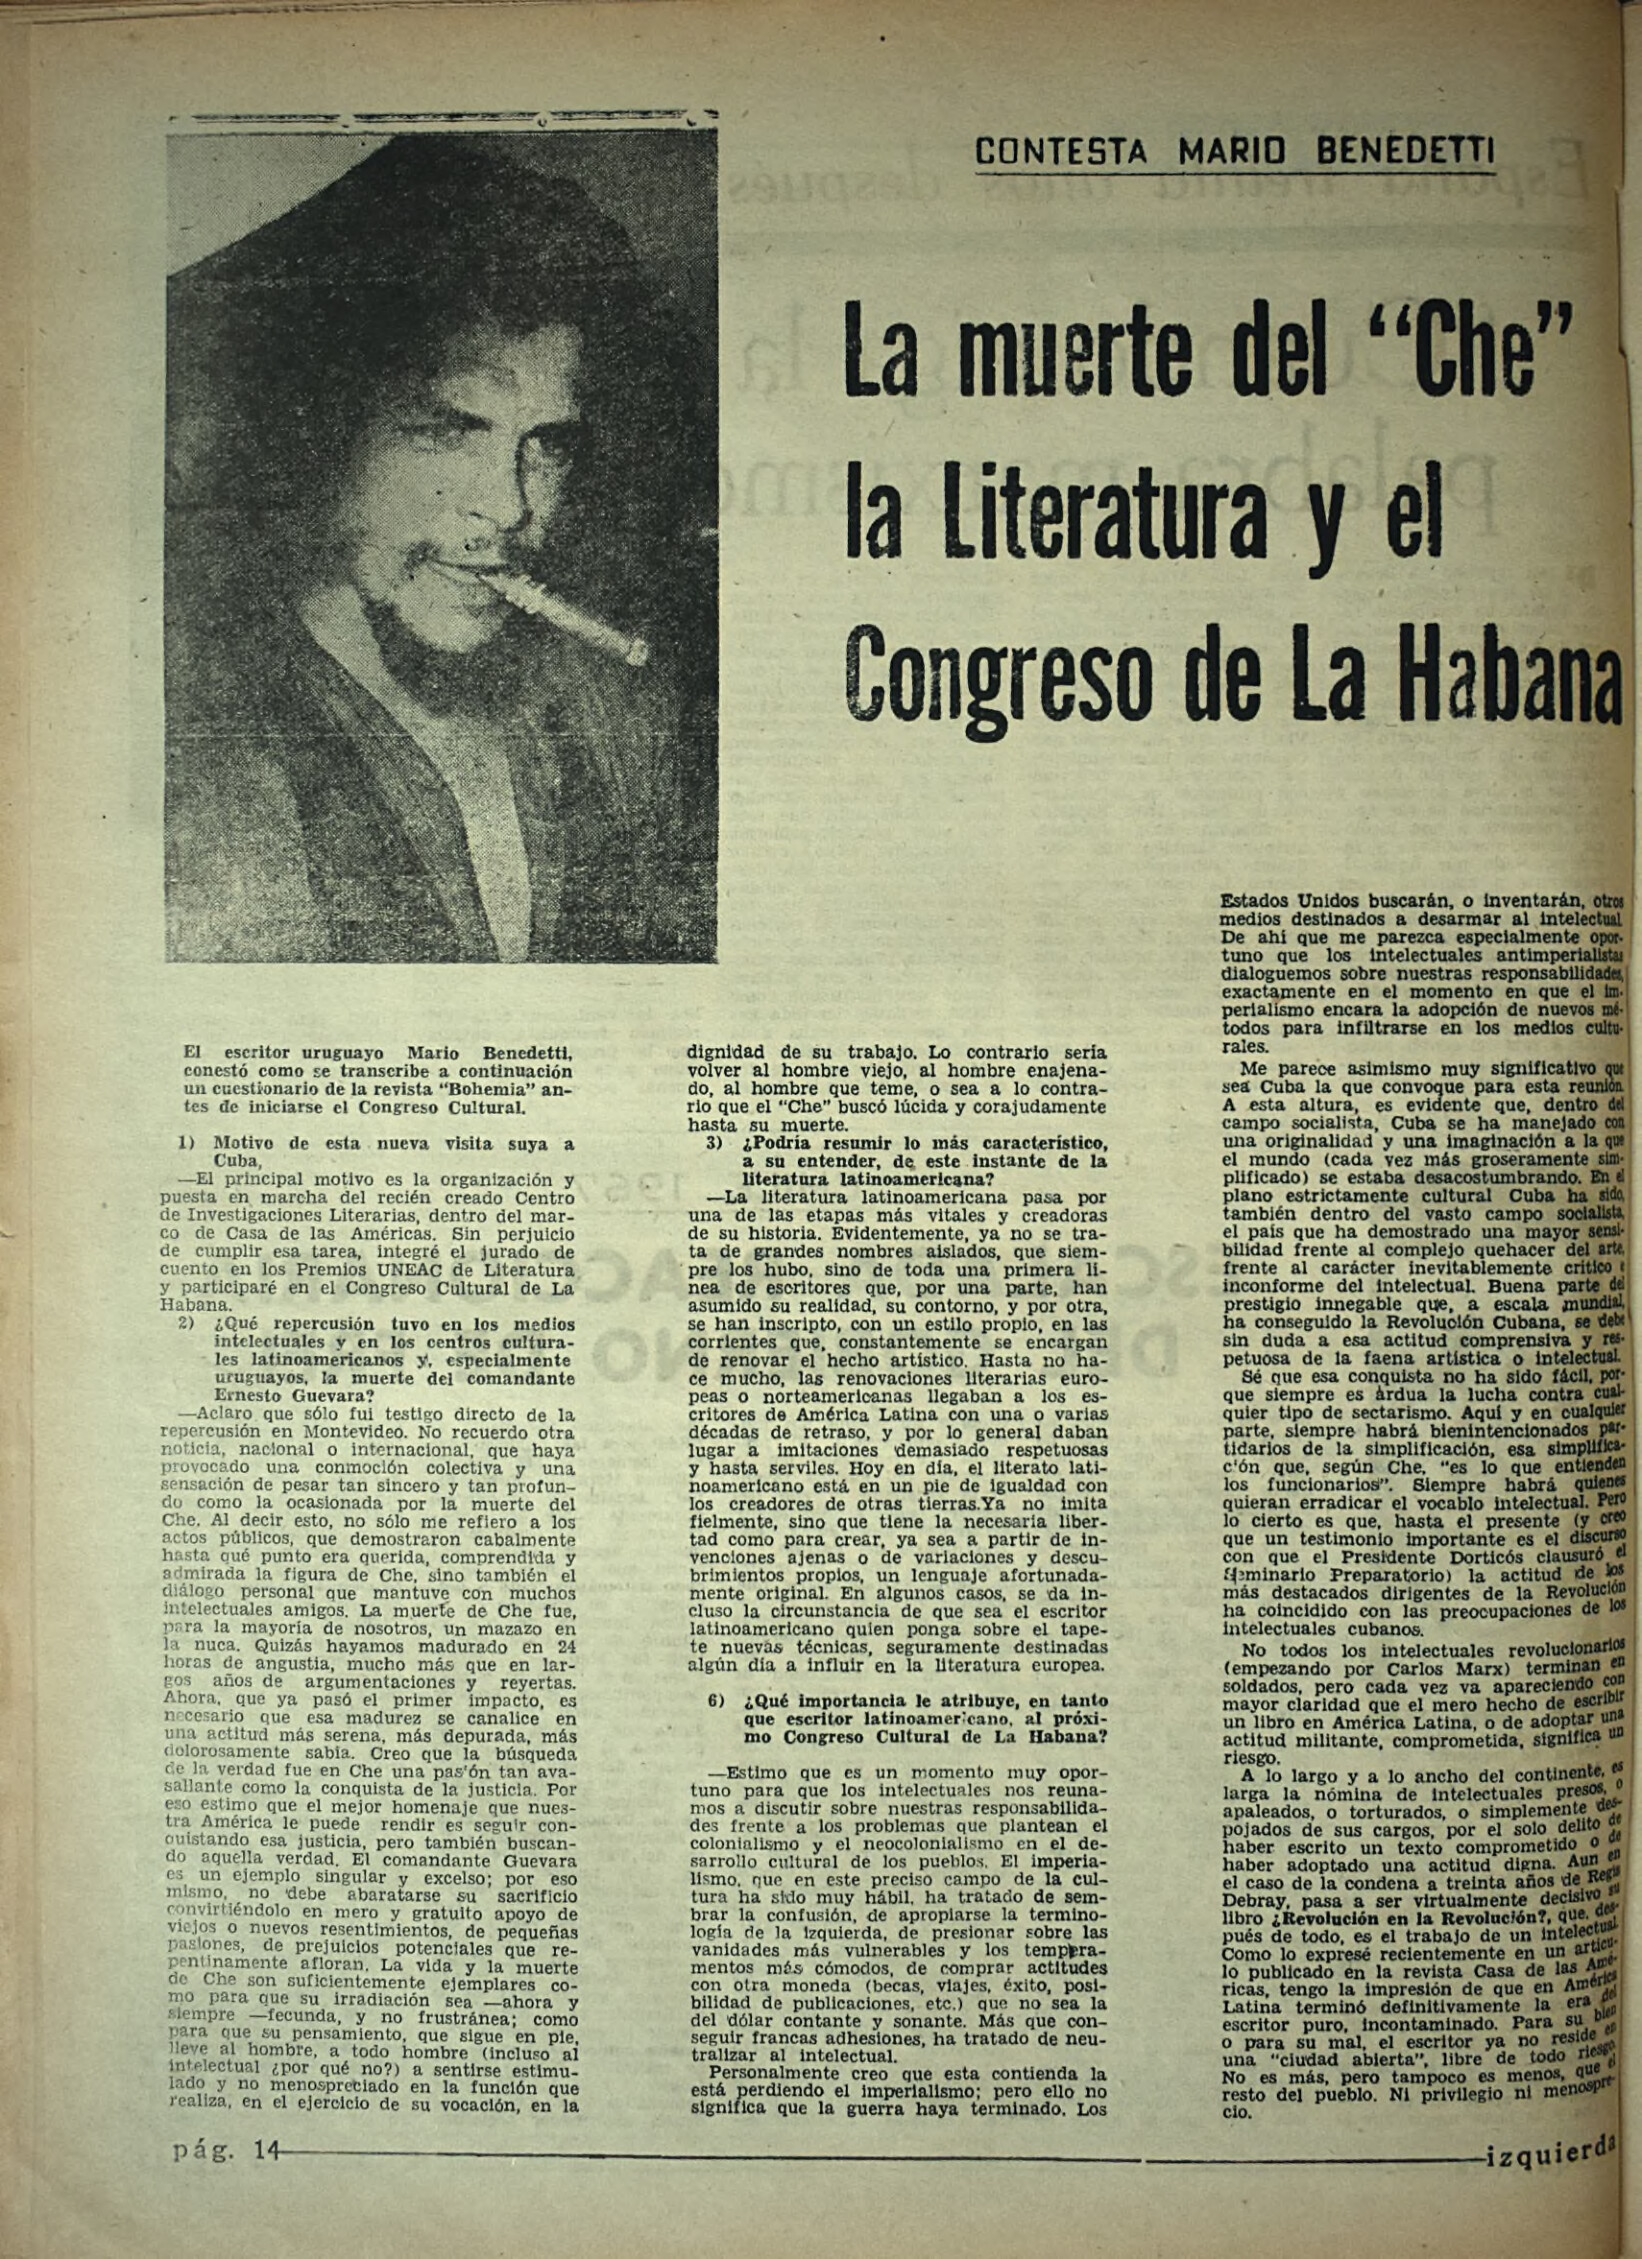 CONTESTA MARIO BENEDETTI
La muerte del “Che”
la Literatura y el
Congreso de La Habana
El escritor uruguayo Mario Benedetti,
conestó como se transcribe a continuación
un cuestionario de la revista “Bohemia” an-
tes de iniciarse el Congreso Cultural.
1) Motivo de esta nueva visita suya a
Cuba,
—El principal motivo es la organización y
puesta en marcha del recién creado Centro
de Investigaciones Literarias, dentro del mar-
co de Casa de las Américas. Sin perjuicio
de cumplir esa tarea, integré el jurado de
cuento en los Premios UNEAC de Literatura
y participaré en el Congreso Cultural de La
Habana.
2) ¿Qué repercusión tuvo en los medios
intelectuales y en los centros cultura-
les latinoamericanos y, especialmente
uruguayos, la muerte del comandante
Ernesto Guevara?
—Aclaro que sólo fui testigo directo de la
repercusión en Montevideo. No recuerdo otra
noticia, nacional o internacional, que haya
provocado una conmoción colectiva y una
sensación de pesar tan sincero y tan profun-
do como la ocasionada por la muerte del
Che. Al decir esto, no sólo me refiero a los
actos públicos, que demostraron cabalmente
hasta qué punto era querida, comprendida y
admirada la figura de Che, sino también el
diálogo personal que mantuve con muchos
intelectuales amigos. La muerte de Che fue,
para la mayoría de nosotros, un mazazo en
la nuca. Quizás hayamos madurado en 24
horas de angustia, mucho más que en lar-
gos años de argumentaciones y reyertas.
Ahora, que ya pasó el primer impacto, es
necesario que esa madurez se canalice en
una actitud más serena, más depurada, más
dolorosamente sabia. Creo que la búsqueda
de la verdad fue en Che una pas'ón tan ava-
sallante como la conquista de la justicia. Por
eso estimo que el mejor homenaje que nues-
tra América le puede rendir es seguir con-
quistando esa justicia, pero también buscan-
do aquella verdad. El comandante Guevara
es un ejemplo singular y excelso; por eso
mismo, no debe abaratarse su sacrificio
convirtiéndolo en mero y gratuito apoyo de
viejos o nuevos resentimientos, de pequeñas
pasiones, de prejuicios potenciales que re-
pentinamente afloran. La vida y la muerte
de Che son suficientemente ejemplares co-
mo para que su irradiación sea —ahora y
siempre —fecunda, y no frustránea; como
para que su pensamiento, que sigue en pie,
lleve al hombre, a todo hombre (incluso al
intelectual ¿por qué no?) a sentirse estimu-
lado y no menospreciado en la función que
realiza, en el ejercicio de su vocación, en la
dignidad de su trabajo. Lo contrario sería
volver al hombre viejo, al hombre enajena-
do, al hombre que teme, o sea a lo contra-
rio que el “Che” buscó lúcida y corajudamente
hasta su muerte.
3) ¿Podría resumir lo más característico,
a su entender, de este instante de la
literatura latinoamericana?
—La literatura latinoamericana pasa por
una de las etapas más vitales y creadoras
de su historia. Evidentemente, ya no se tra-
ta de grandes nombres aislados, que siem-
pre los hubo, sino de toda una primera lí-
nea de escritores que, por una parte, han
asumido su realidad, su contorno, y por otra,
se han inscripto, con un estilo propio, en las
corrientes que, constantemente se encargan
de renovar el hecho artístico. Hasta no ha-
ce mucho, las renovaciones literarias euro-
peas o norteamericanas llegaban a los es-
critores de América Latina con una o varias
décadas de retraso, y por lo general daban
lugar a imitaciones demasiado respetuosas
y hasta serviles. Hoy en día, el literato lati-
noamericano está en un pie de igualdad con
los creadores de otras tierras.Ya no imita
fielmente, sino que tiene la necesaria liber-
tad como para crear, ya sea a partir de in-
venciones ajenas o de variaciones y descu-
brimientos propios, un lenguaje afortunada-
mente original. En algunos casos, se da in-
cluso la circunstancia de que sea el escritor
latinoamericano quien ponga sobre el tape-
te nuevas técnicas, seguramente destinadas
algún día a influir en la literatura europea.
6) ¿Qué importancia le atribuye, en tanto
que escritor latinoamericano, al próxi-
mo Congreso Cultural de La Habana?
—Estimo que es un momento muy opor-
tuno para que los intelectuales nos reuna-
mos a discutir sobre nuestras responsabilida-
des frente a los problemas que plantean el
colonialismo y el neocolonialismo en el de-
sarrollo cultural de los pueblos. El imperia-
lismo, que en este preciso campo de la cul-
tura ha sido muy hábil, ha tratado de sem-
brar la confusión, de apropiarse la termino-
logía de la izquierda, de presionar sobre las
vanidades más vulnerables y los tempera-
mentos más cómodos, de comprar actitudes
con otra moneda (becas, viajes, éxito, posi-
bilidad de publicaciones, etc.) que no sea la
del dólar contante y sonante. Más que con-
seguir francas adhesiones, ha tratado de neu-
tralizar al intelectual.
Personalmente creo que esta contienda la
está perdiendo el imperialismo; pero ello no
significa que la guerra haya terminado. Los
Estados Unidos buscarán, o inventarán, otros
medios destinados a desarmar al intelectual.
De ahí que me parezca especialmente opor-
tuno que los intelectuales antimperialistas
dialoguemos sobre nuestras responsabilidades,
exactamente en el momento en que el im-
perialismo encara la adopción de nuevos mé-
todos para infiltrarse en los medios cultu-
rales.
Me parece asimismo muy significativo que
sea Cuba la que convoque para esta reunión.
A esta altura, es evidente que, dentro del
campo socialista, Cuba se ha manejado con
una originalidad y una imaginación a la que
el mundo (cada vez más groseramente sim-
plificado) se estaba desacostumbrando. En el
plano estrictamente cultural Cuba ha sido,
también dentro del vasto campo socialista,
el país que ha demostrado una mayor sensi-
bilidad frente al complejo quehacer del arte,
frente al carácter inevitablemente crítico e
inconforme del intelectual. Buena parte del
prestigio innegable que, a escala mundial,
ha conseguido la Revolución Cubana, se debe
sin duda a esa actitud comprensiva y res-
petuosa de la faena artística o intelectual.
Sé que esa conquista no ha sido fácil, por-
que siempre es árdua la lucha contra cual-
quier tipo de sectarismo. Aquí y en cualquier
parte, siempre habrá bienintencionados par-
tidarios de la simplificación, esa simplifica-
c'ón que, según Che, “es lo que entienden
los funcionarios”. Siempre habrá quienes
quieran erradicar el vocablo intelectual. Pero
lo cierto es que, hasta el presente (y creo
que un testimonio importante es el discurso
con que el Presidente Dorticós clausuró el
Seminario Preparatorio) la actitud de los
más destacados dirigentes de la Revolución
ha coincidido con las preocupaciones de los
intelectuales cubanos.
No todos los intelectuales revolucionarios
(empezando por Carlos Marx) terminan en
soldados, pero cada vez va apareciendo con
mayor claridad que el mero hecho de escribir
un libro en América Latina, o de adoptar una
actitud militante, comprometida, significa un
riesgo.
A lo largo y a lo ancho del continente, es
larga la nómina de intelectuales presos, o
apaleados, o torturados, o simplemente des-
pojados de sus cargos, por el solo delito de
haber escrito un texto comprometido o de
haber adoptado una actitud digna. Aun en
el caso de la condena a treinta años de Regis
Debray, pasa a ser virtualmente decisivo su
libro ¿Revolución en la Revolución?, que, des-
pués de todo, es el trabajo de un intelectual.
Como lo expresé recientemente en un artícu-
lo publicado en la revista Casa de las Amé-
ricas, tengo la impresión de que en América
Latina terminó definitivamente la era del
escritor puro, incontaminado. Para su bien
o para su mal, el escritor ya no reside en
una “ciudad abierta”, libre de todo riesgo.
No es más, pero tampoco es menos, que el
resto del pueblo. Ni privilegio ni menospre-
cio.
pág. 14
izquierda